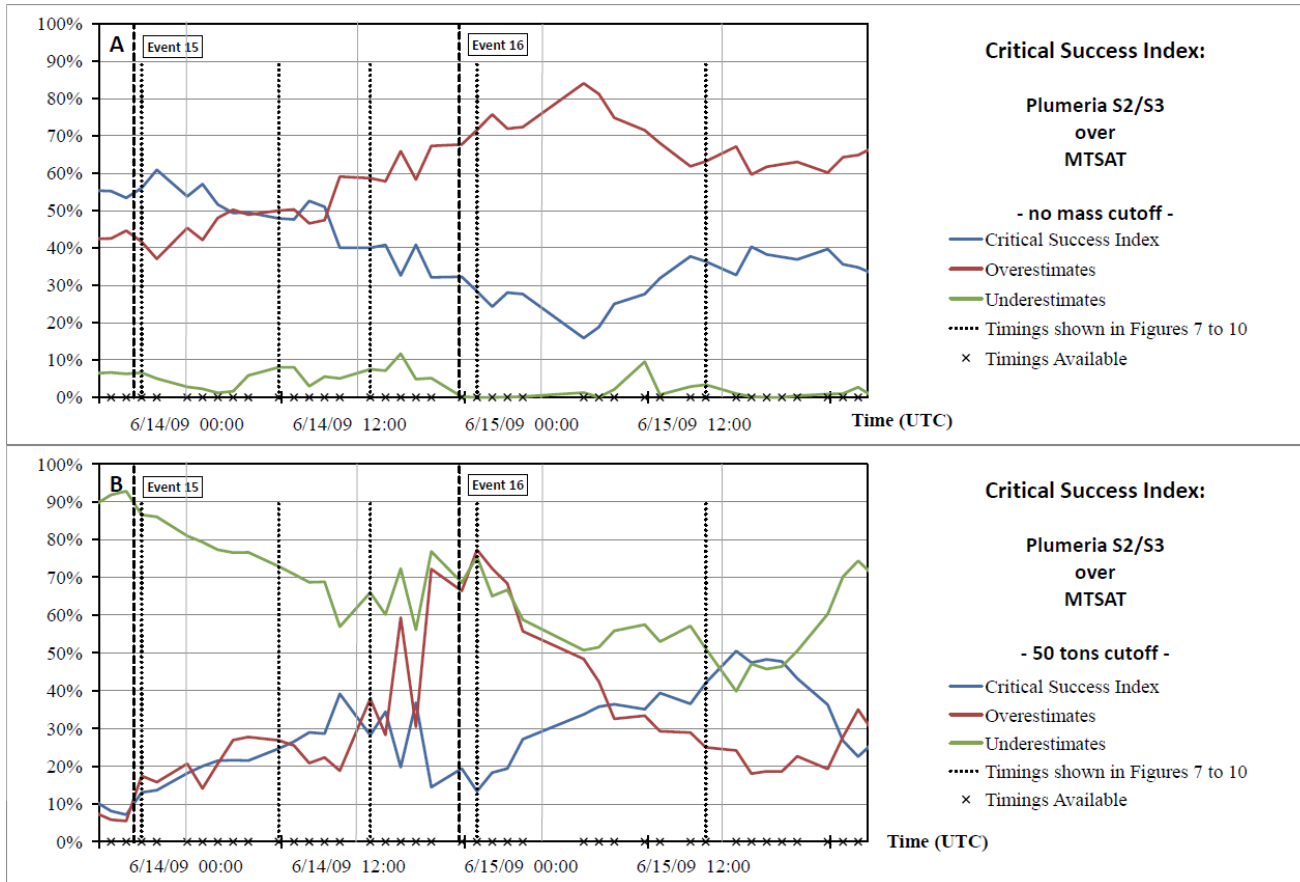 100%
90%
80%
70%
60%
50%
40%
30%
20%
10%
0%
A
Event 15
Event 16
6/14/09 00:00
6/14/09 12:00
6/15/09 00:00
6/15/09 12:00
Time (UTC)
Critical Success Index:
Plumeria S2/S3
over
MTSAT
- no mass cutoff -
Critical Success Index
Overestimates
Underestimates
Timings shown in Figures 7 to 10
Timings Available
100%
90%
80%
70%
60%
50%
40%
30%
20%
10%
0%
B
Event 15
Event 16
6/14/09 00:00
6/14/09 12:00
6/15/09 00:00
6/15/09 12:00
Time (UTC)
Critical Success Index:
Plumeria S2/S3
over
MTSAT
- 50 tons cutoff -
Critical Success Index
Overestimates
Underestimates
Timings shown in Figures 7 to 10
Timings Available